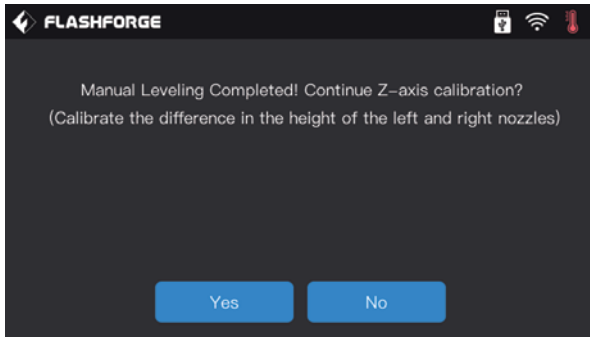 FLASHFORGE
Manual Leveling Completed! Continue Z-axis calibration?
(Calibrate the difference in the height of the left and right nozzles)
Yes
No